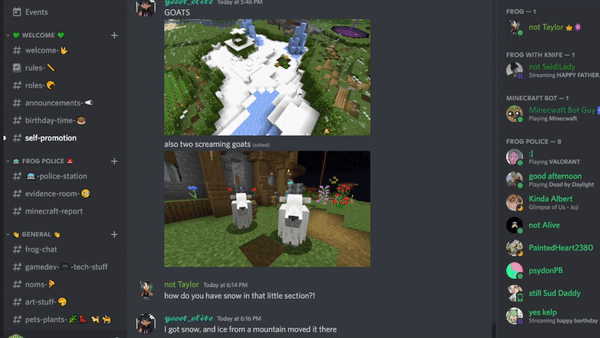 Events
WELCOME
welcome-
rules-
roles-
announcements-
birthday-time-
self-promotion
FROG POLICE
-police-station
evidence-room-
minecraft-report
GENERAL
frog-chat
gamedev- -tech-stuff
noms-
art-stuff-
pets-plants-
Today at 5:46 PM
GOATS
also two screaming goats (edited)
not Taylor Today at 6:14 PM
how do you have snow in that little section?!
Today at 6:16 PM
I got snow, and ice from a mountain moved it there
FROG — 1
not Taylor
FROG WITH KNIFE — 1
not SeidiLady
Streaming HAPPY FATHER
MINECRAFT BOT — 1
Minecwaft Bot Guy
Playing Minecwaft
FROG POLICE — 8
:]
Playing VALORANT
good afternoon
Playing Dead by Daylight
Kinda Albert
Glimpse of Us - Joji
not Alive
PaintedHeart2380
psydonPB
still Sud Daddy
yes kelp
Streaming happy borthday